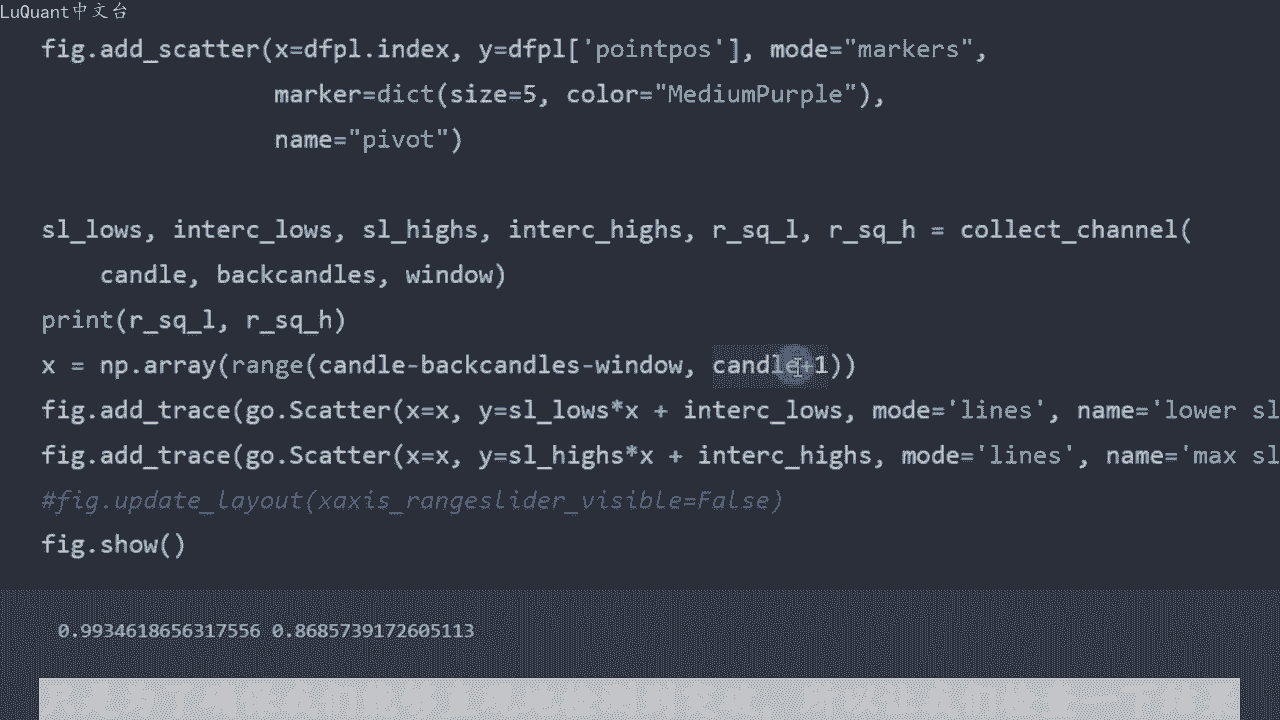 LuQuant中文台
fig.add_scatter(x=dfpl.index, y=dfpl['pointpos'], mode="markers",
marker=dict(size=5, color="MediumPurple"),
name="pivot")
sl_lows, interc_lows, sl_highs, interc_highs, r_sq_l, r_sq_h = collect_channel(
candle, backcandles, window)
print(r_sq_l, r_sq_h)
x = np.array(range(candle-backcandles-window, candle+1))
fig.add_trace(go.Scatter(x=x, y=sl_lows*x + interc_lows, mode='lines', name='lower sl
fig.add_trace(go.Scatter(x=x, y=sl_highs*x + interc_highs, mode='lines', name='max sl
#fig.update_layout(xaxis_rangeslider_visible=False)
fig.show()
0.9934618656317556 0.8685739172605113